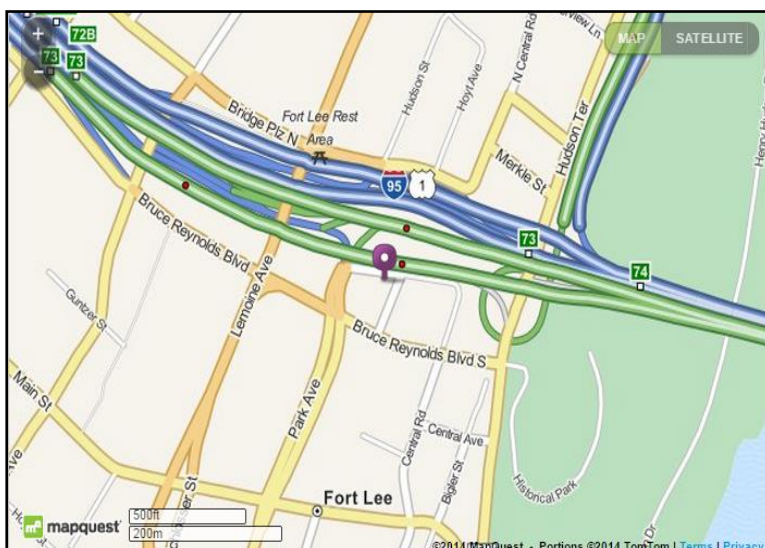 72B
MAP
SATELLITE
73
73
Bridge Plz N
Fort Lee Rest
Area
Hudson St
Hoyt Ave
N Central Rd
Merkle St
Hudson Ter
95
1
73
74
Bruce Reynolds Blvd
Lemoine Ave
Guntzer St
Bruce Reynolds Blvd S
Main St
Park Ave
Central Rd
Central Ave
Bigler St
Historical Park
Fort Lee
mapquest
500ft
200m
©2014 MapQuest - Portions ©2014 TomTom | Terms | Privacy